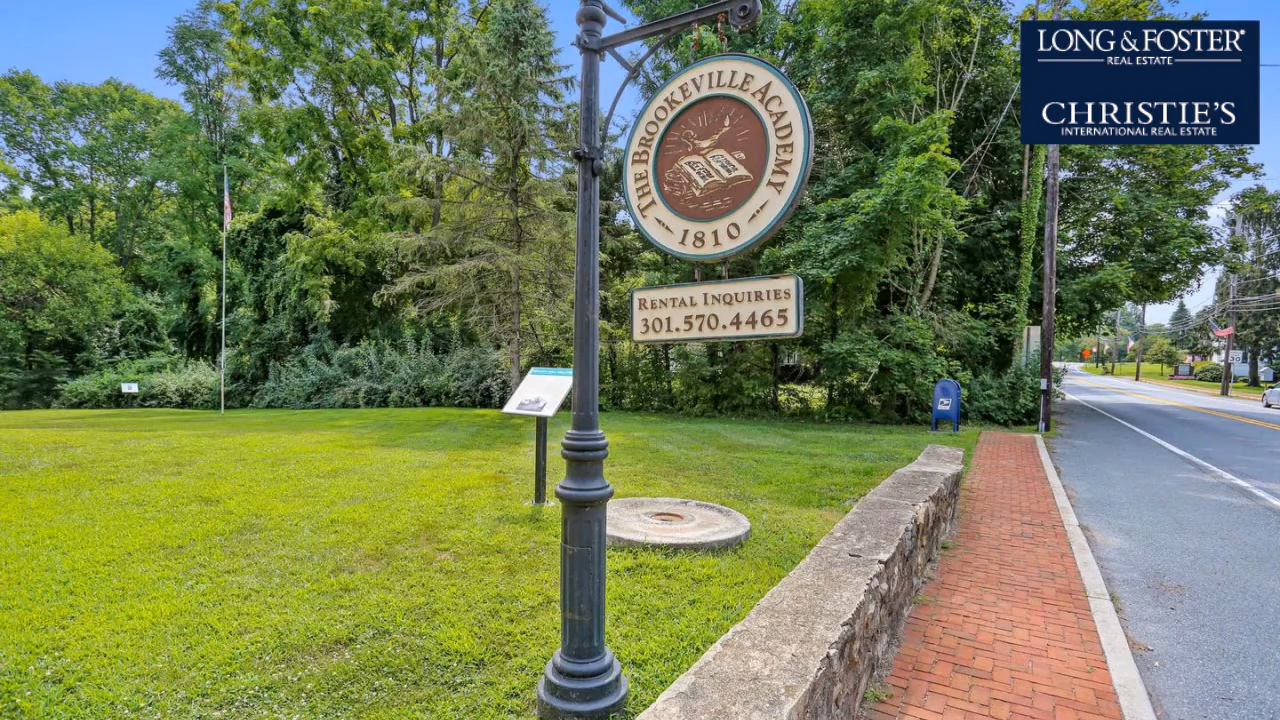 LONG & FOSTER®
REAL ESTATE
CHRISTIE'S
INTERNATIONAL REAL ESTATE
THE BROOKEVILLE ACADEMY
1810
RENTAL INQUIRIES
301.570.4465